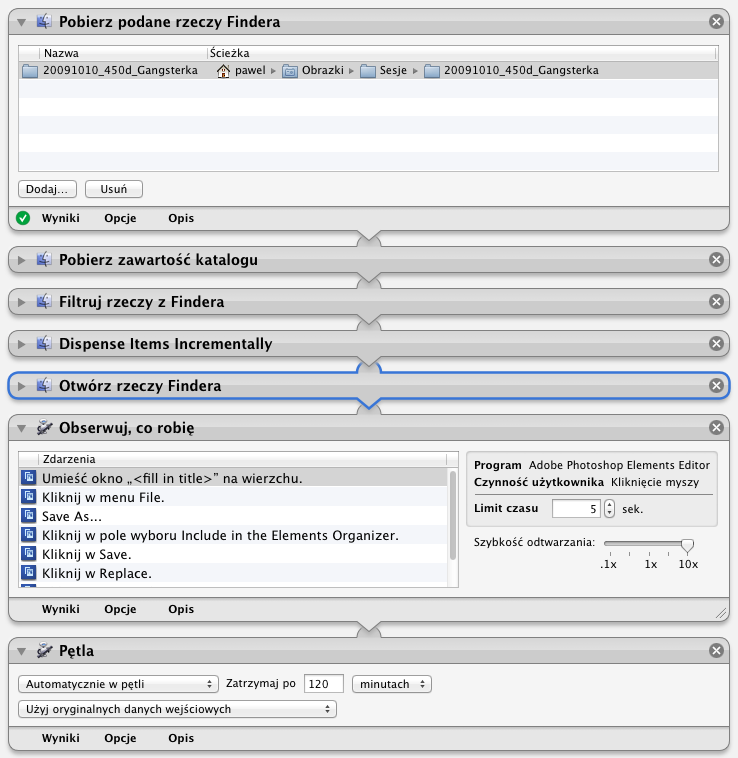 Pobierz podane rzeczy Findera
Nazwa Ścieżka
20091010_450d_Gangsterka pawel Obrazki Sesje 20091010_450d_Gangsterka
Dodaj... Usuń
Wyniki Opcje Opis
Pobierz zawartość katalogu
Filtruj rzeczy z Findera
Dispense Items Incrementally
Otwórz rzeczy Findera
Obserwuj, co robię
Zdarzenia
Umieść okno „<fill in title>” na wierzchu.
Kliknij w menu File.
Save As...
Kliknij w pole wyboru Include in the Elements Organizer.
Kliknij w Save.
Kliknij w Replace.
Program Adobe Photoshop Elements Editor
Czynność użytkownika Kliknięcie myszy
Limit czasu 5 sek.
Szybkość odtwarzania:
.1x 1x 10x
Wyniki Opcje Opis
Pętla
Automatycznie w pętli Zatrzymaj po 120 minutach
Użyj oryginalnych danych wejściowych
Wyniki Opcje Opis